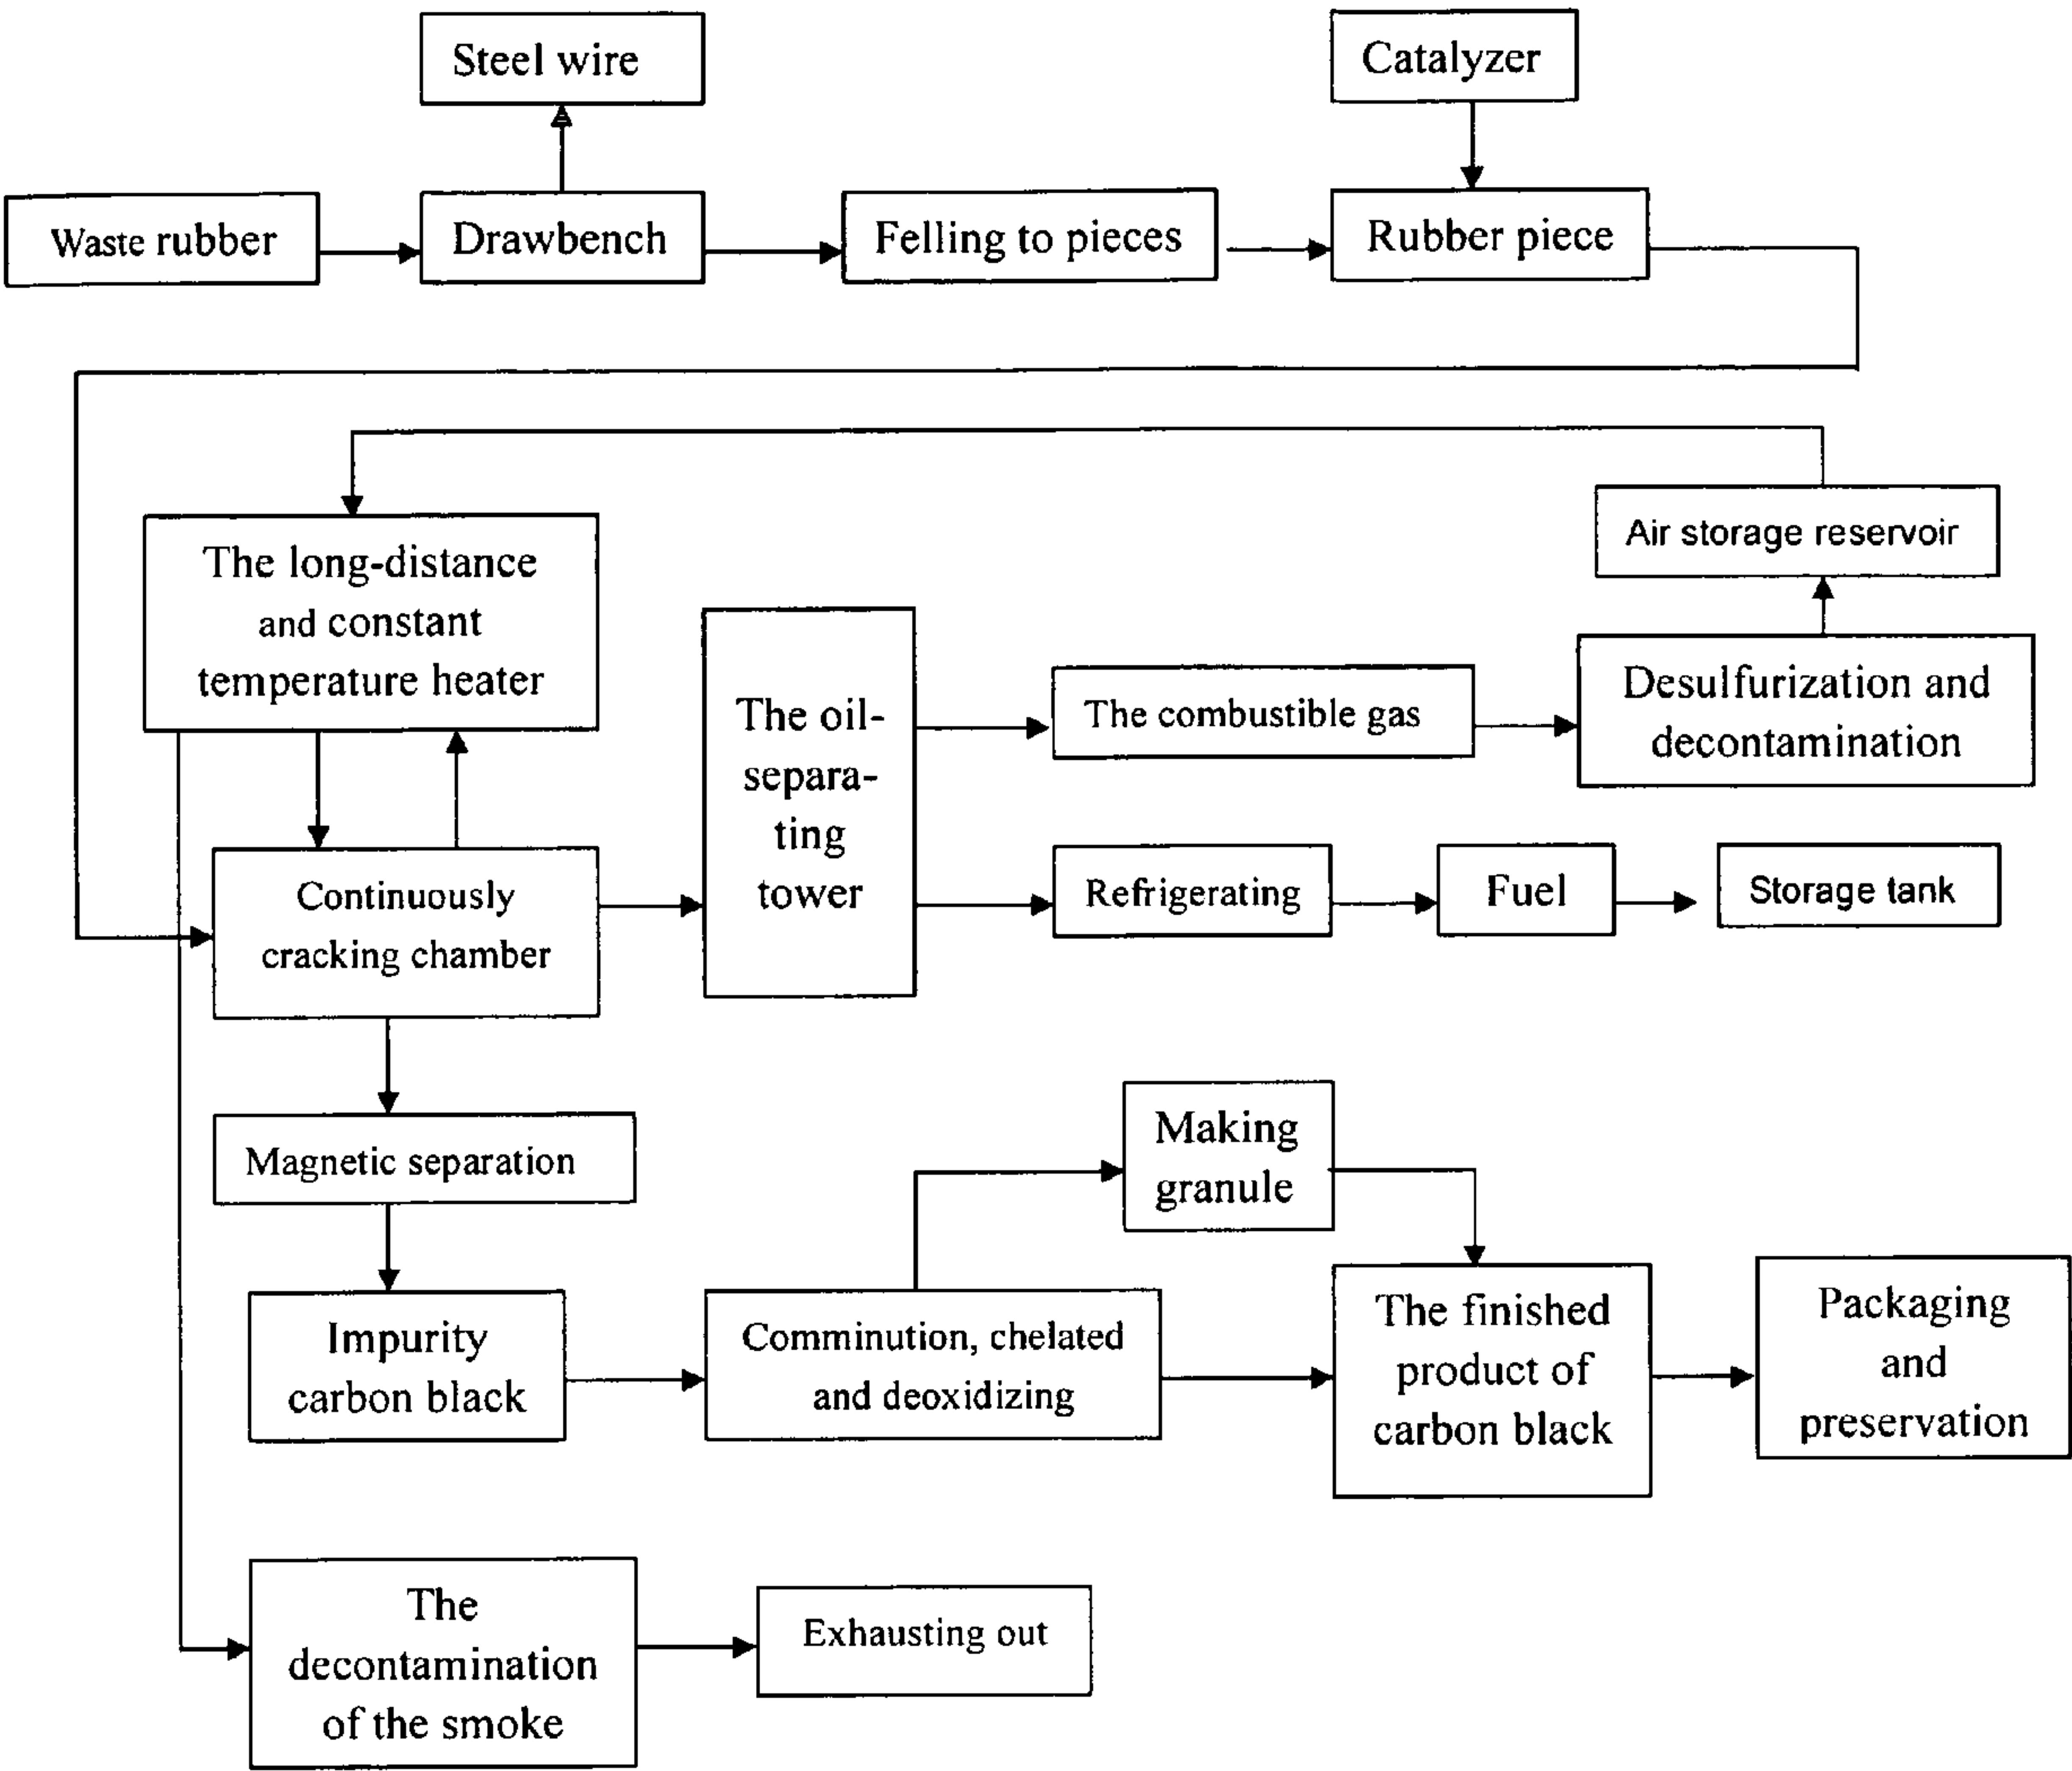 Steel wire
Catalyzer
Waste rubber
Drawbench
Felling to pieces
Rubber piece
The long-distance
and constant
temperature heater
Air storage reservoir
The oil-
separa-
ting
tower
The combustible gas
Desulfurization and
decontamination
Continuously
cracking chamber
Refrigerating
Fuel
Storage tank
Magnetic separation
Making
granule
Impurity
carbon black
Comminution, chelated
and deoxidizing
The finished
product of
carbon black
Packaging
and
preservation
The
decontamination
of the smoke
Exhausting out